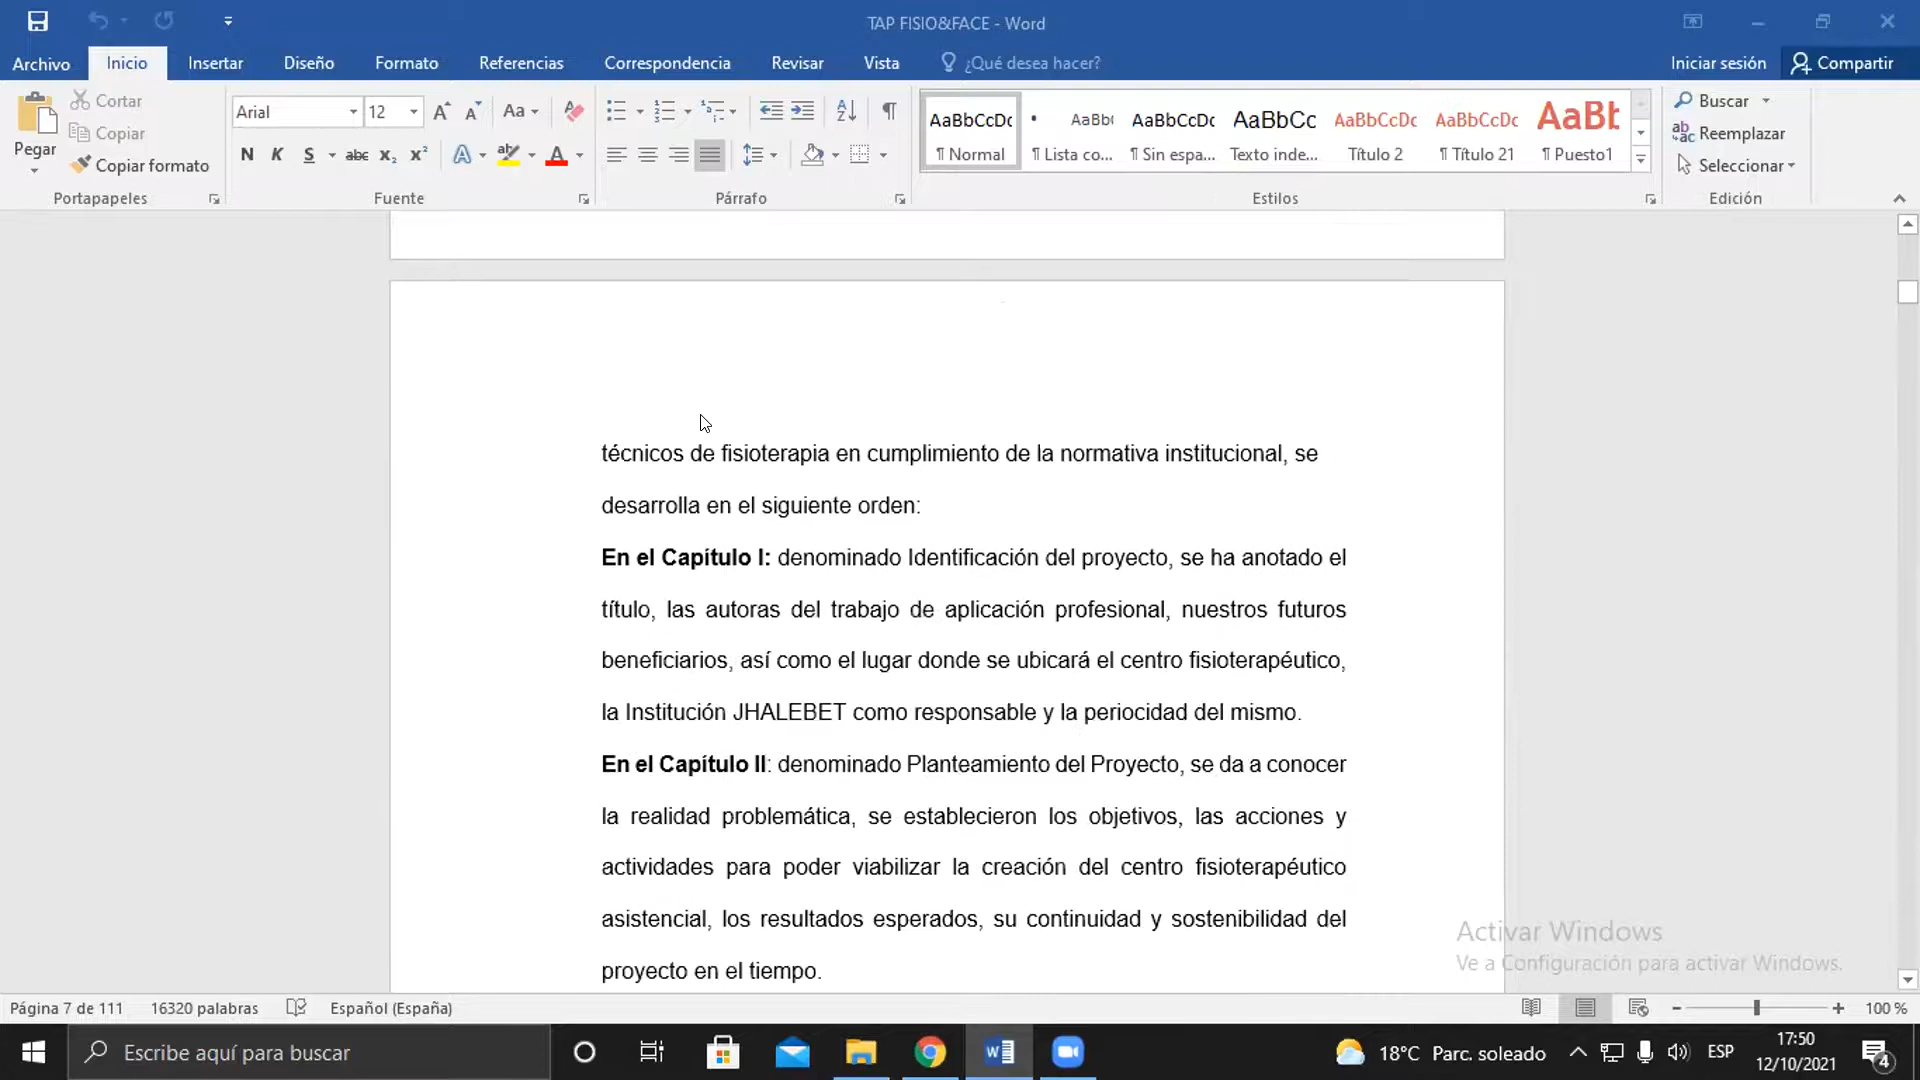 TAP FISIO&FACE - Word
Archivo Inicio Insertar Diseño Formato Referencias Correspondencia Revisar Vista ¿Qué desea hacer? Iniciar sesión Compartir
Pegar
Cortar
Copiar
Copiar formato
Portapapeles
Arial 12 Aa
N K S abc x₂ x² A ab A
Fuente
Párrafo
AaBbCcDc AaBb( AaBbCcDc AaBbCc AaBbCcDc AaBbCcDc AaBb
¶ Normal ¶ Lista co... ¶ Sin espa... Texto inde... Título 2 ¶ Título 21 ¶ Puesto1
Estilos
Buscar
Reemplazar
Seleccionar
Edición
técnicos de fisioterapia en cumplimiento de la normativa institucional, se
desarrolla en el siguiente orden:
En el Capítulo I: denominado Identificación del proyecto, se ha anotado el
título, las autoras del trabajo de aplicación profesional, nuestros futuros
beneficiarios, así como el lugar donde se ubicará el centro fisioterapéutico,
la Institución JHALEBET como responsable y la periocidad del mismo.
En el Capítulo II: denominado Planteamiento del Proyecto, se da a conocer
la realidad problemática, se establecieron los objetivos, las acciones y
actividades para poder viabilizar la creación del centro fisioterapéutico
asistencial, los resultados esperados, su continuidad y sostenibilidad del
proyecto en el tiempo.
Activar Windows
Ve a Configuración para activar Windows.
Página 7 de 111 16320 palabras Español (España) 100 %
Escribe aquí para buscar
18°C Parc. soleado ESP
17:50
12/10/2021
4